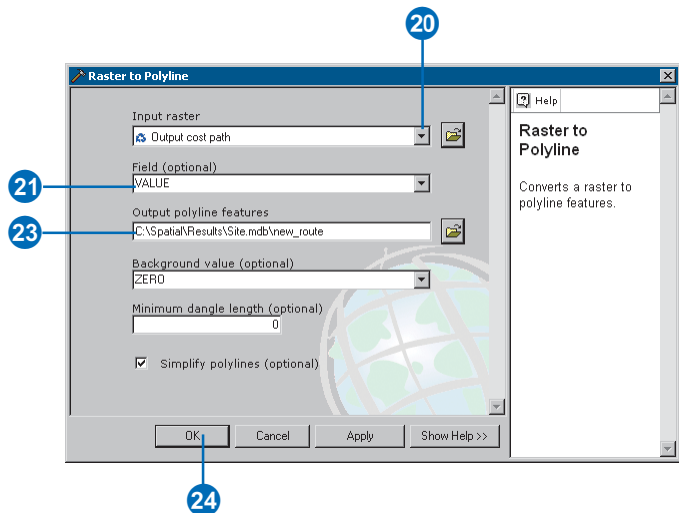 20
Raster to Polyline
Input raster
Output cost path
21
Field (optional)
VALUE
23
Output polyline features
C:\Spatial\Results\Site.mdb\new_route
Background value (optional)
ZERO
Minimum dangle length (optional)
0
Simplify polylines (optional)
OK
Cancel
Apply
Show Help >>
24
Help
Raster to
Polyline
Converts a raster to
polyline features.